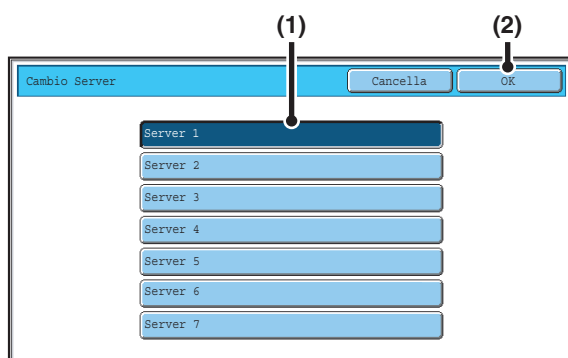 (1) (2)
Cambio Server Cancella OK
Server 1
Server 2
Server 3
Server 4
Server 5
Server 6
Server 7